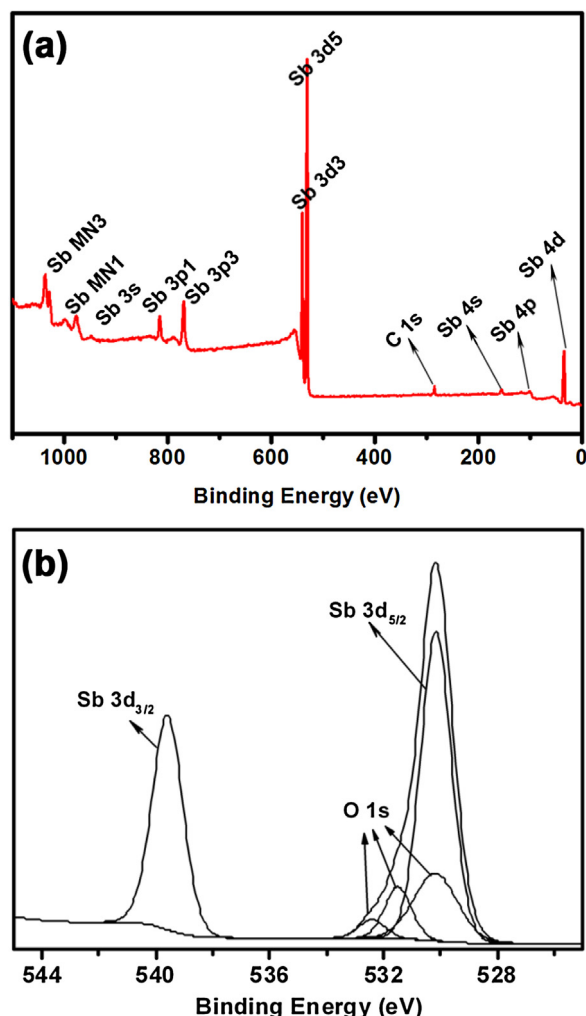 (a)
Sb 3d5
Sb 3d3
Sb MN3
Sb MN1
Sb 3s
Sb 3p1
Sb 3p3
C 1s
Sb 4s
Sb 4p
Sb 4d
1000 800 600 400 200 0
Binding Energy (eV)
(b)
Sb 3d5/2
Sb 3d3/2
O 1s
544 540 536 532 528
Binding Energy (eV)